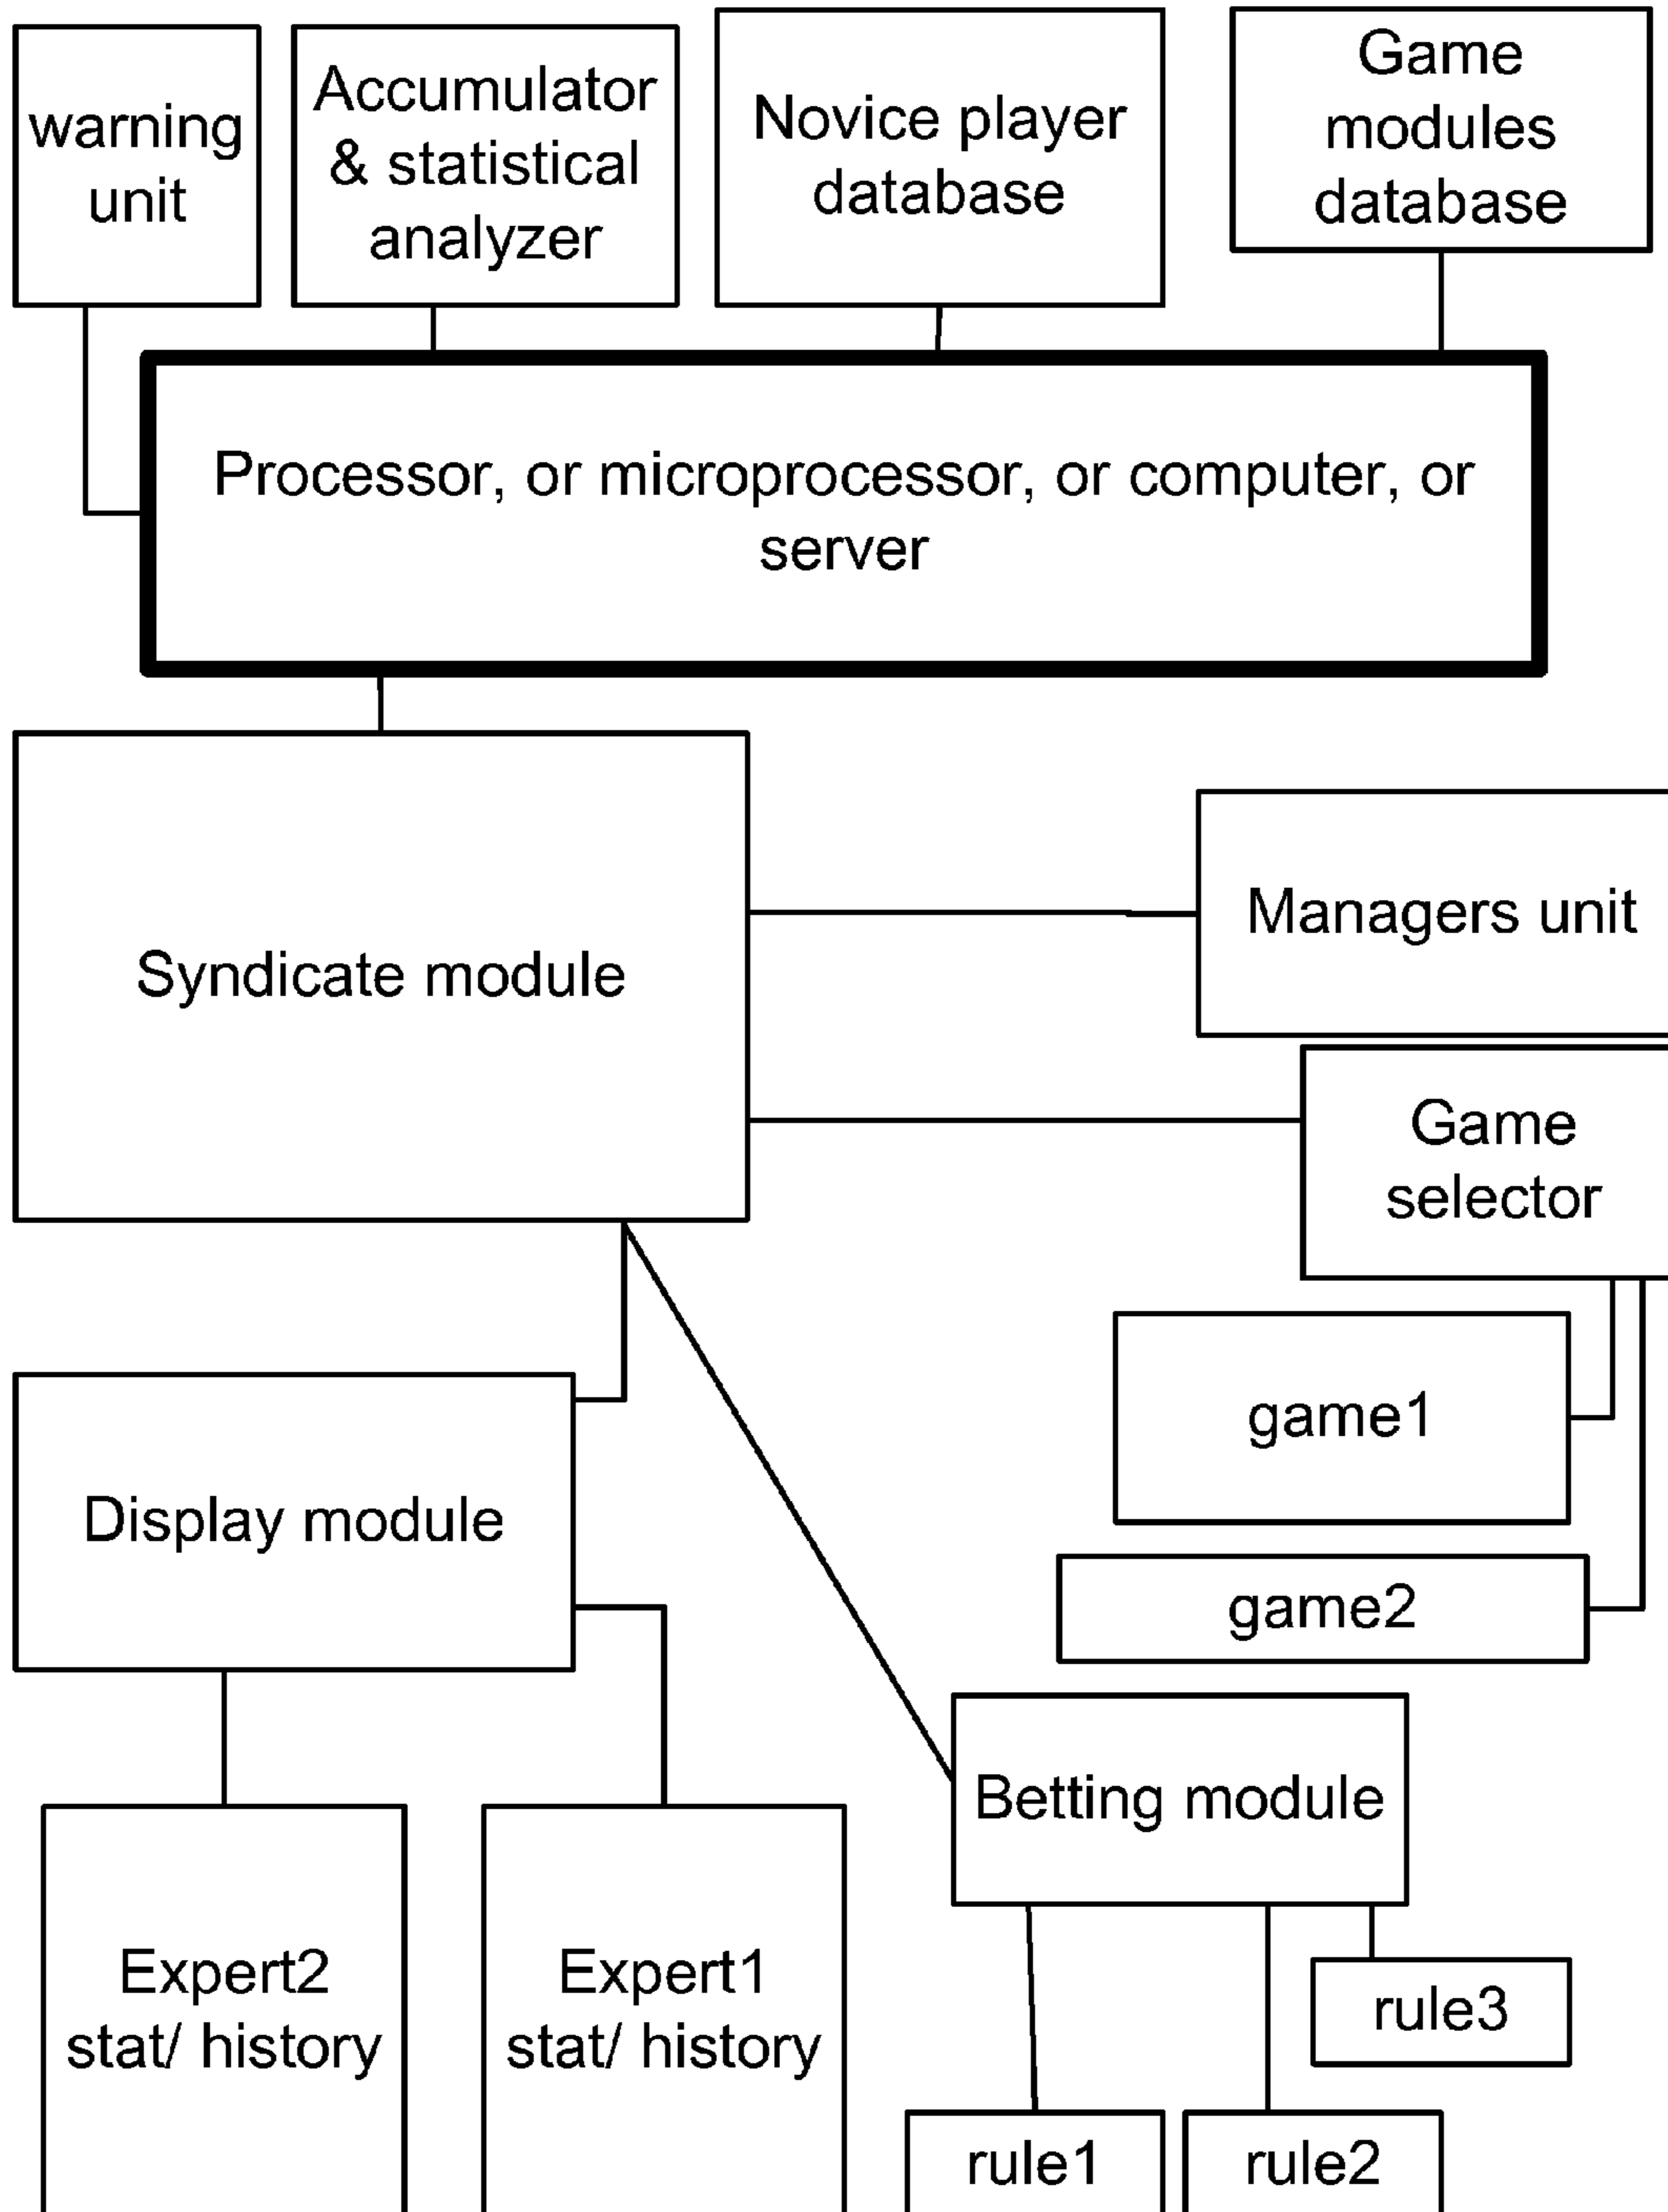 warning
unit
Accumulator
& statistical
analyzer
Novice player
database
Game
modules
database
Processor, or microprocessor, or computer, or
server
Syndicate module
Managers unit
Game
selector
game1
game2
Display module
Betting module
Expert2
stat/ history
Expert1
stat/ history
rule3
rule1
rule2